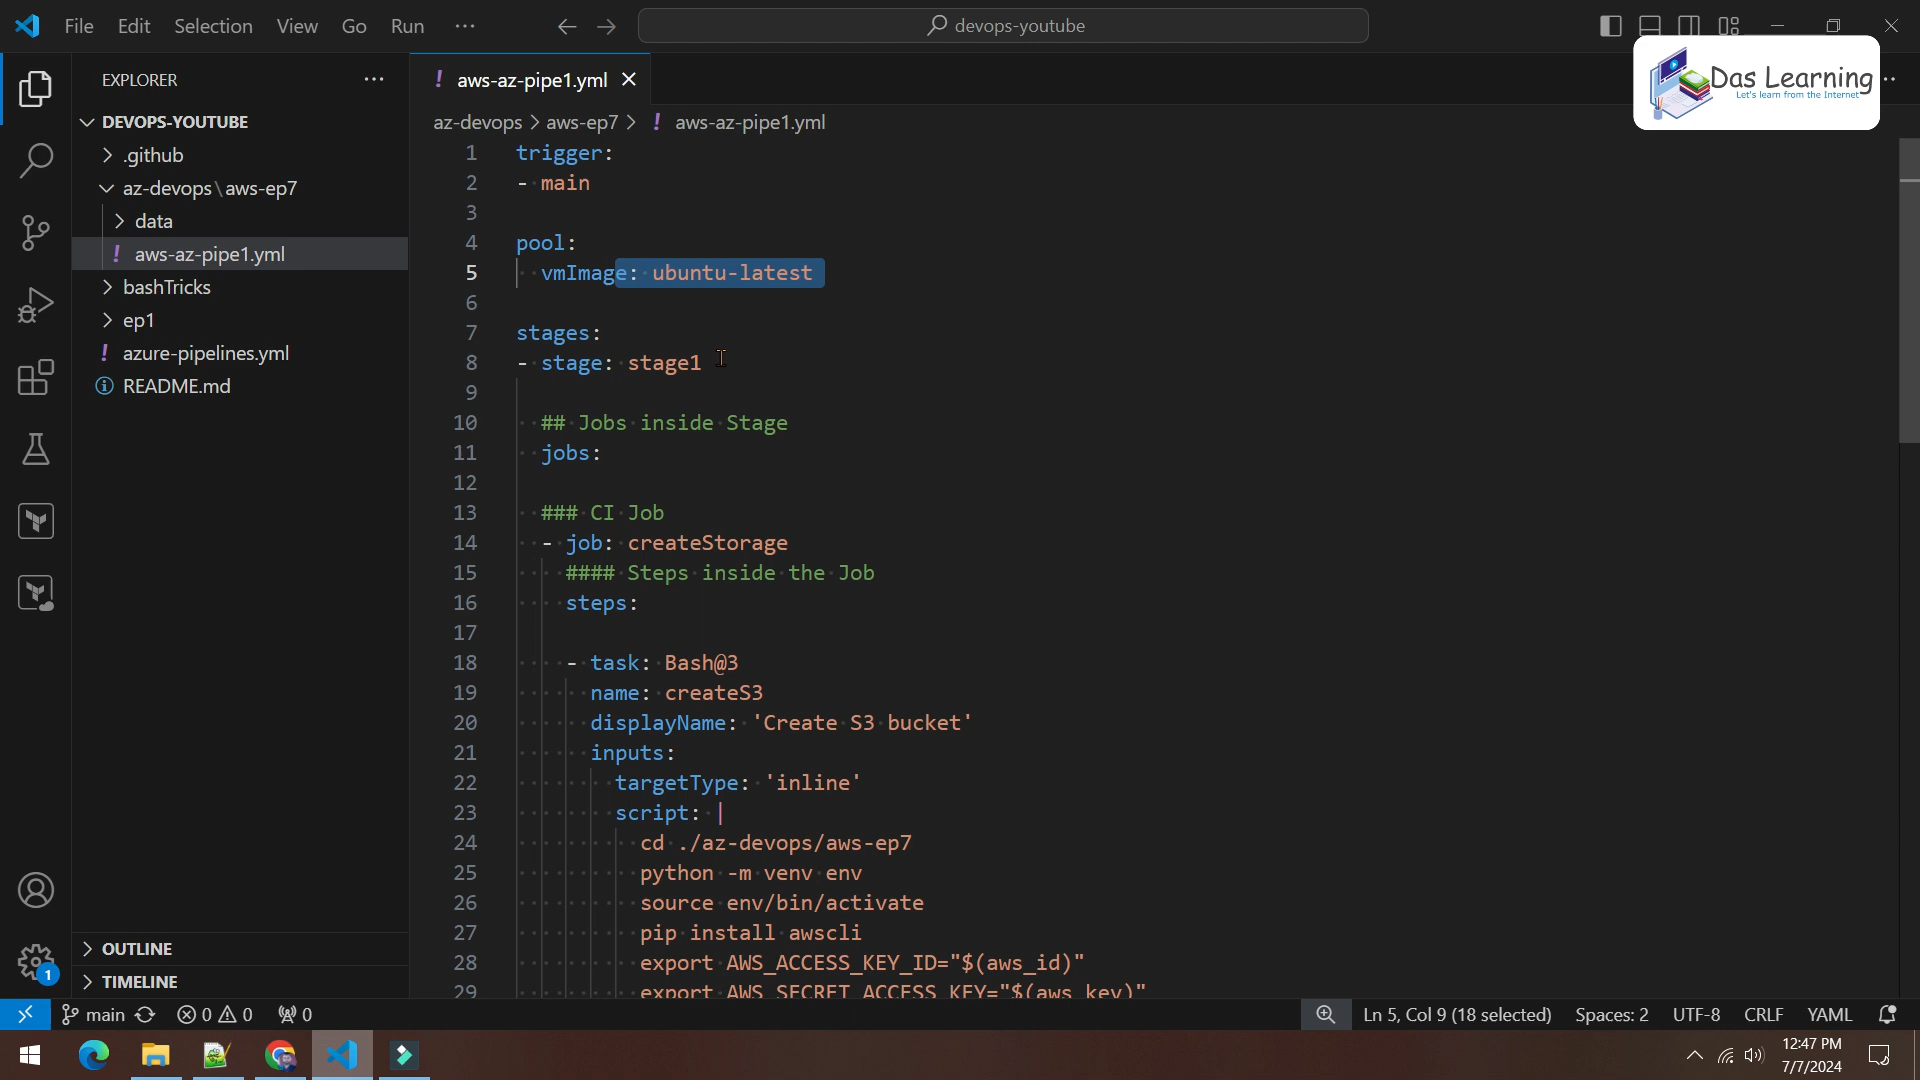 File Edit Selection View Go Run ···
devops-youtube
Das Learning
Let's learn from the Internet
EXPLORER
DEVOPS-YOUTUBE
.github
az-devops\aws-ep7
data
! aws-az-pipe1.yml
bashTricks
ep1
! azure-pipelines.yml
README.md
OUTLINE
TIMELINE
! aws-az-pipe1.yml
az-devops > aws-ep7 > ! aws-az-pipe1.yml
1 trigger:
2 - main
3
4 pool:
5 vmImage: ubuntu-latest
6
7 stages:
8 - stage: stage1
9
10 ## Jobs inside Stage
11 jobs:
12
13 ### CI Job
14 - job: createStorage
15 #### Steps inside the Job
16 steps:
17
18 - task: Bash@3
19 name: createS3
20 displayName: 'Create S3 bucket'
21 inputs:
22 targetType: 'inline'
23 script: |
24 cd ./az-devops/aws-ep7
25 python -m venv env
26 source env/bin/activate
27 pip install awscli
28 export AWS_ACCESS_KEY_ID="$(aws_id)"
29 export AWS_SECRET_ACCESS_KEY="$(aws_key)"
1
main 0 0 0 Ln 5, Col 9 (18 selected) Spaces: 2 UTF-8 CRLF YAML
12:47 PM
7/7/2024